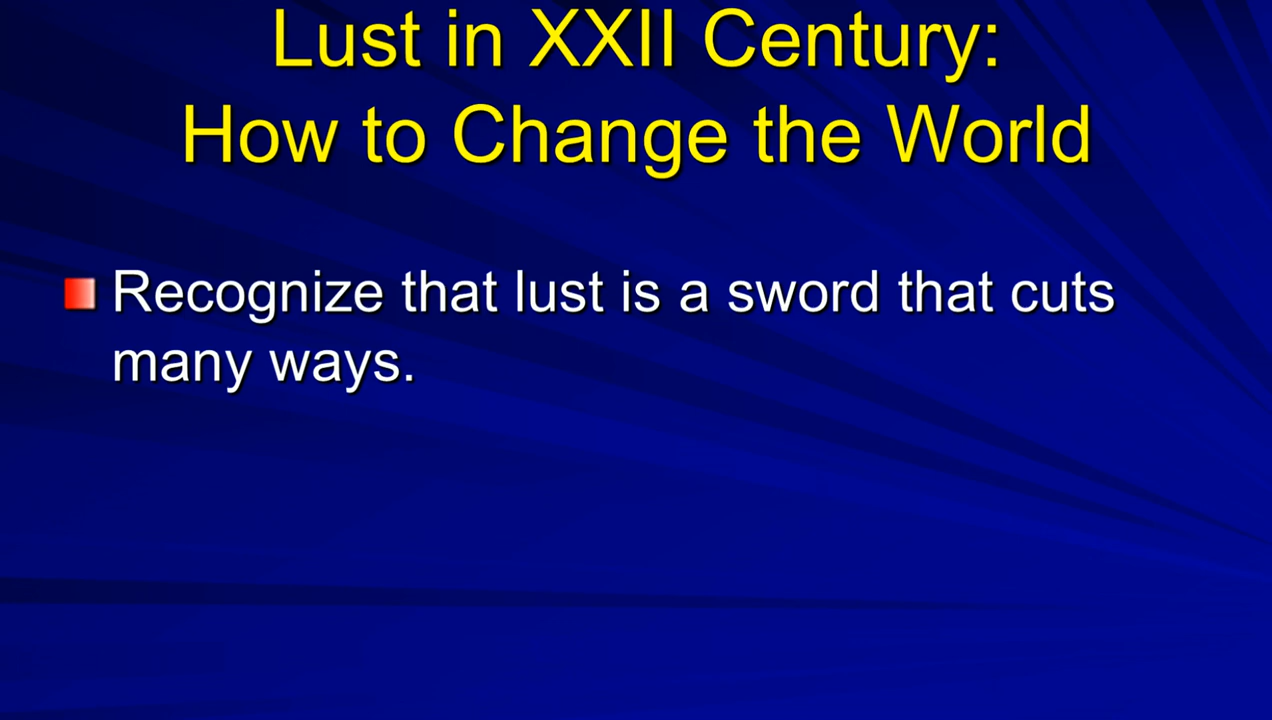 Lust in XXII Century:
How to Change the World
Recognize that lust is a sword that cuts
many ways.